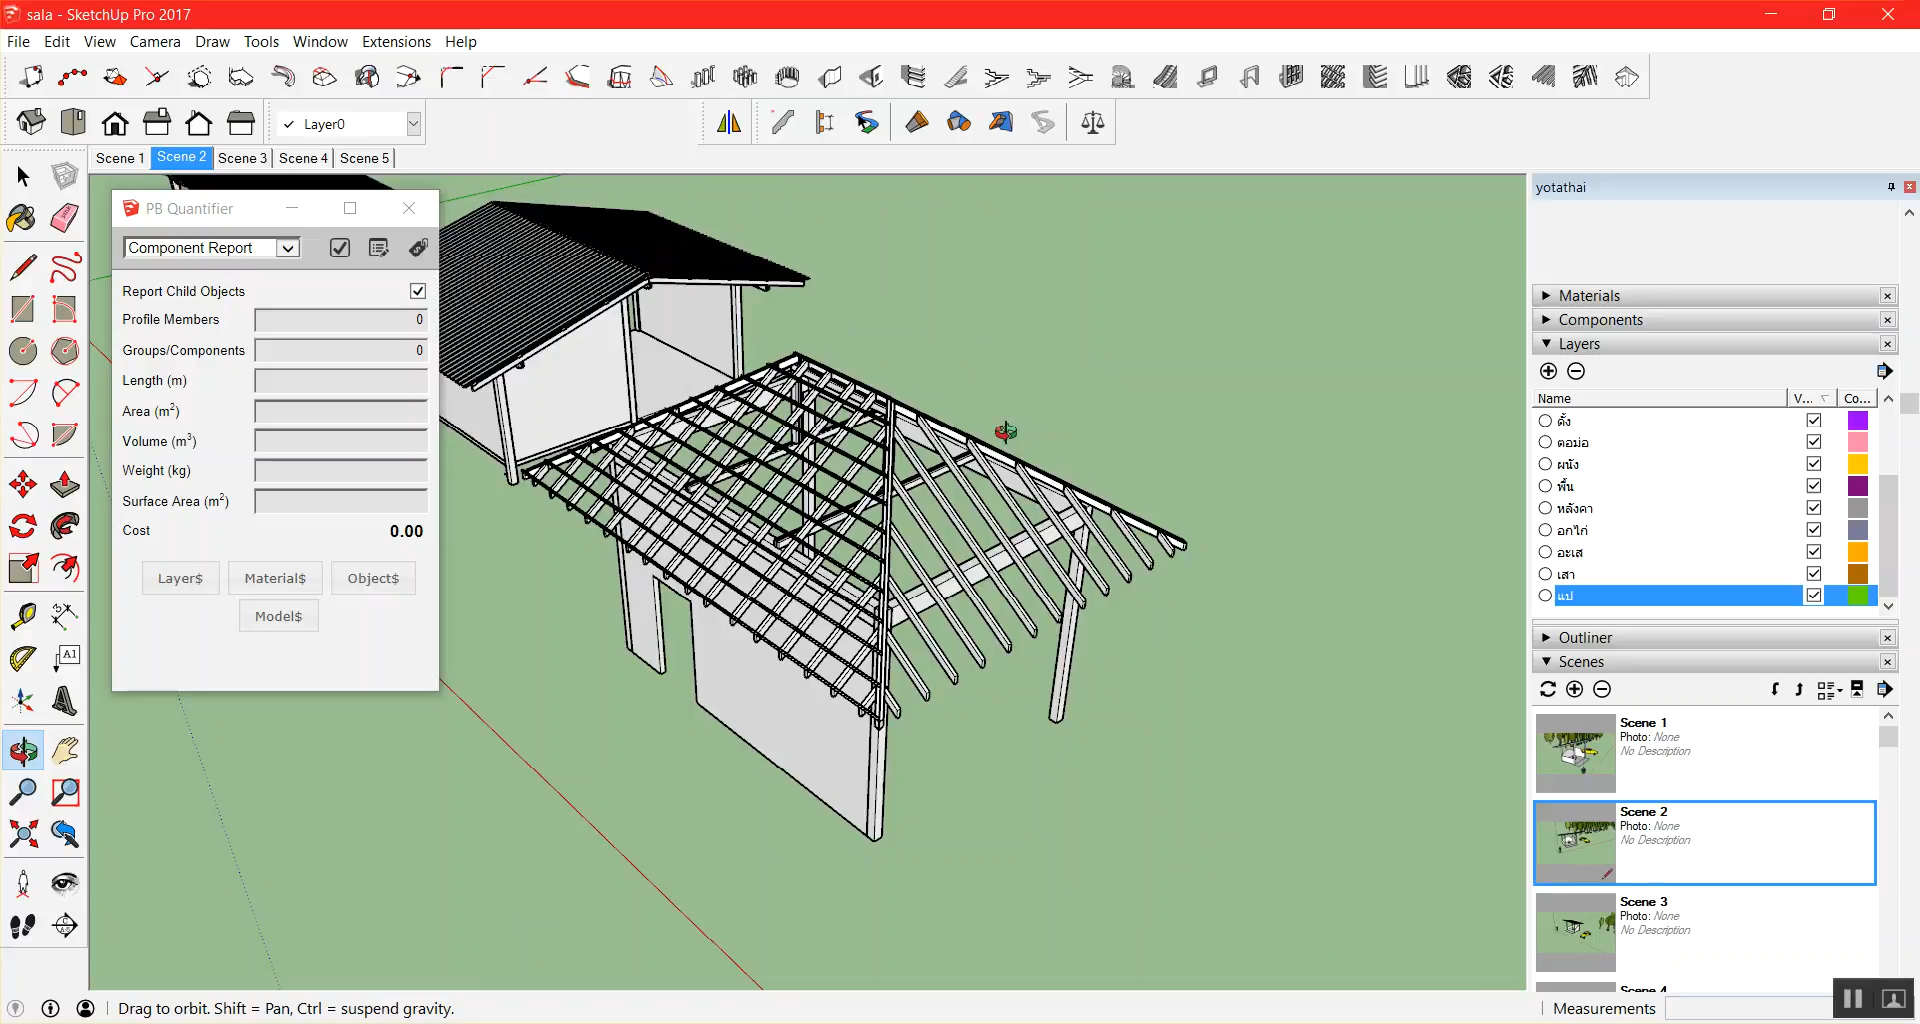 sala - SketchUp Pro 2017
File Edit View Camera Draw Tools Window Extensions Help
Layer0
Scene 1 Scene 2 Scene 3 Scene 4 Scene 5
PB Quantifier
Component Report
Report Child Objects
Profile Members 0
Groups/Components 0
Length (m)
Area (m²)
Volume (m³)
Weight (kg)
Surface Area (m²)
Cost 0.00
Layer$ Material$ Object$
Model$
yotathai
Materials
Components
Layers
Name V... Co...
ดั้ง
ตอม่อ
ผนัง
พื้น
หลังคา
อกไก่
อะเส
เสา
แป
Outliner
Scenes
Scene 1
Photo: None
No Description
Scene 2
Photo: None
No Description
Scene 3
Photo: None
No Description
Scene 4
A1
Drag to orbit. Shift = Pan, Ctrl = suspend gravity.
Measurements